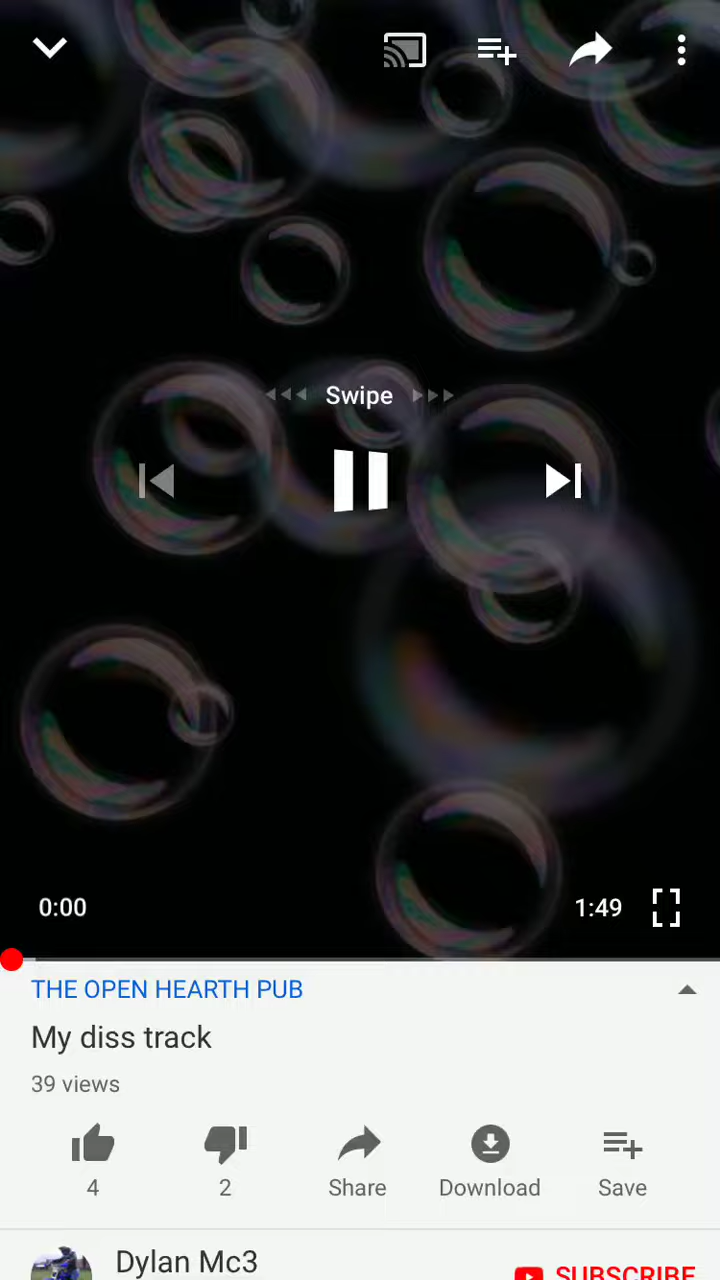 Swipe
0:00
1:49
THE OPEN HEARTH PUB
My diss track
39 views
4
2
Share
Download
Save
Dylan Mc3
SUBSCRIBE